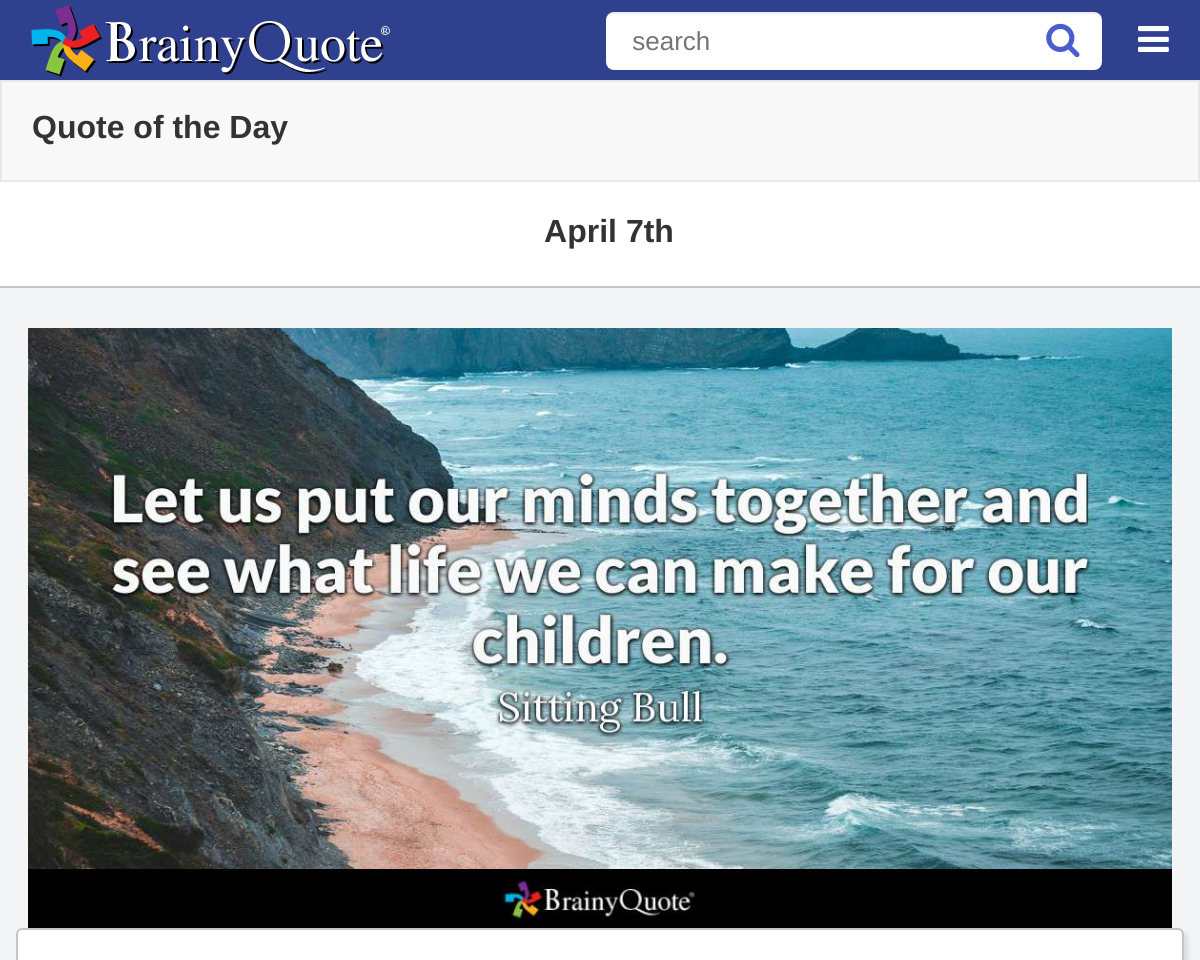 BrainyQuote®
search
Quote of the Day
April 7th
Let us put our minds together and
see what life we can make for our
children.
Sitting Bull
BrainyQuote®